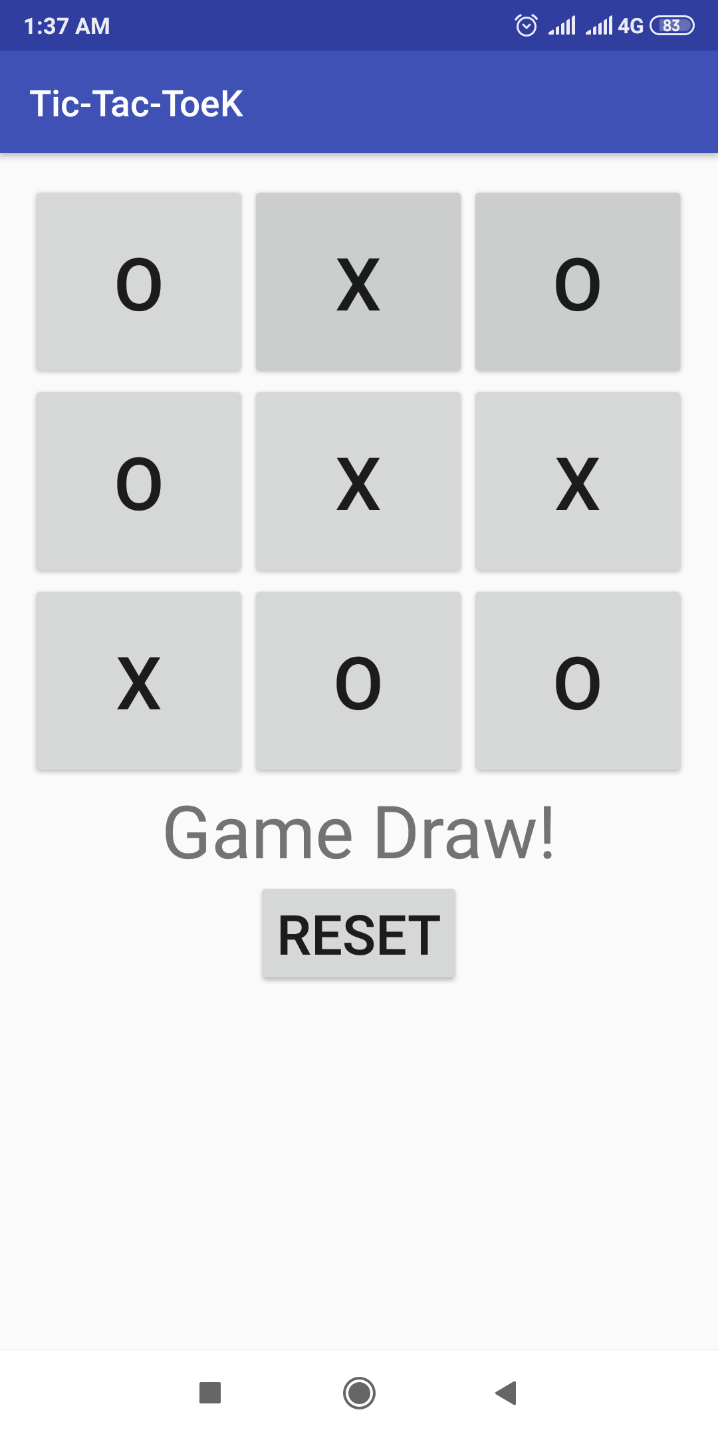 1:37 AM 4G 83
Tic-Tac-ToeK
O X O
O X X
X O O
Game Draw!
RESET